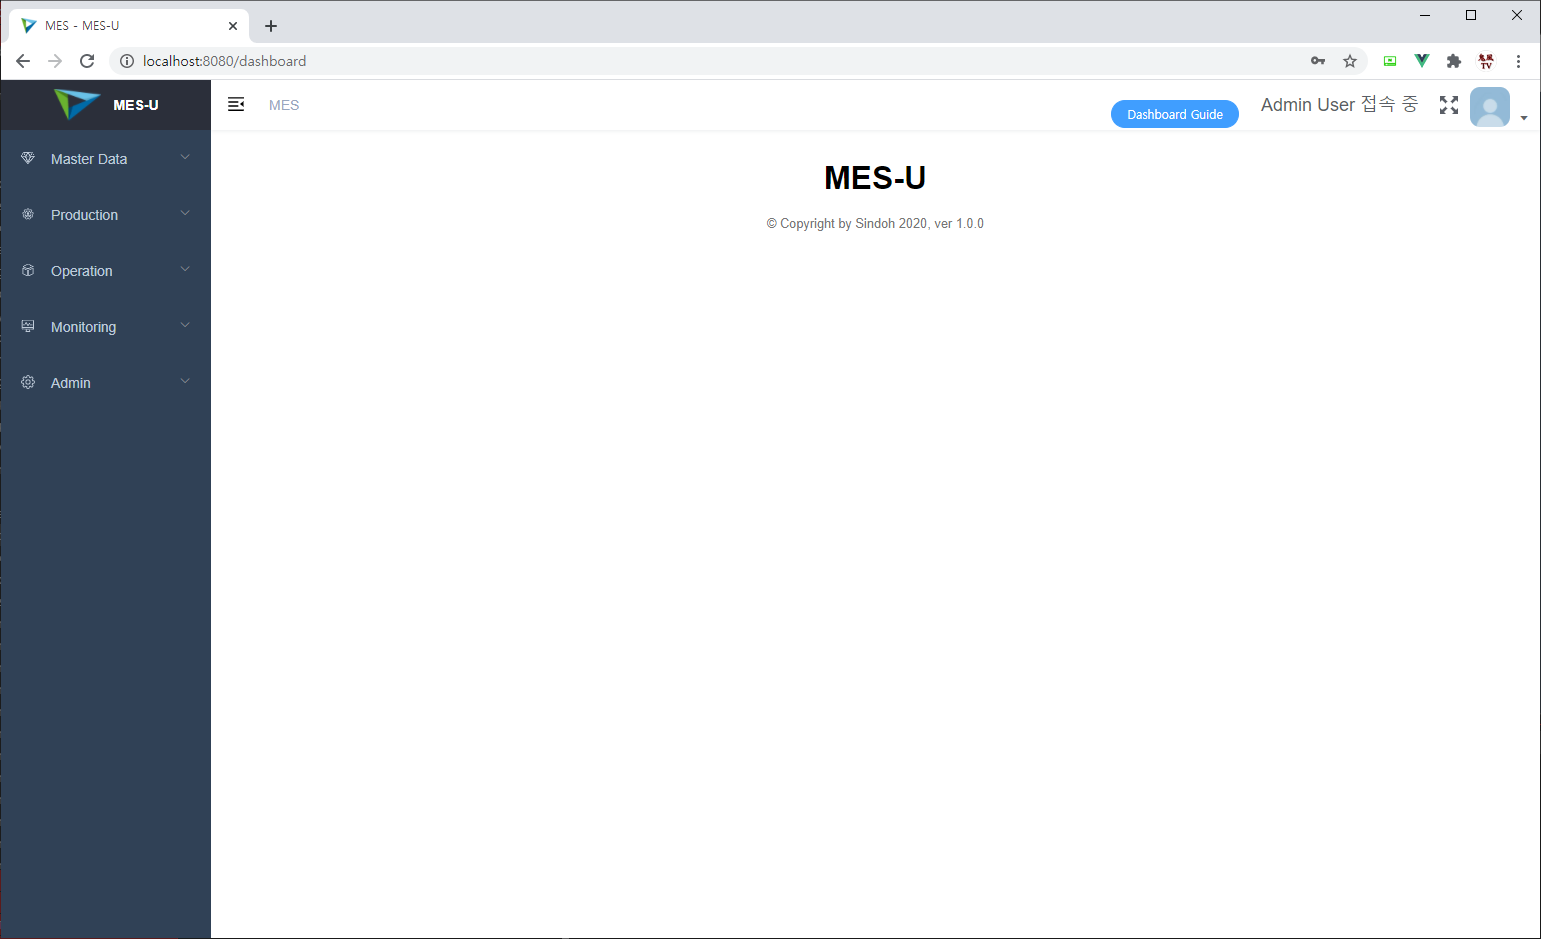 MES - MES-U
localhost:8080/dashboard
MES-U
MES
Dashboard Guide
Admin User 접속 중
Master Data
Production
Operation
Monitoring
Admin
MES-U
© Copyright by Sindoh 2020, ver 1.0.0